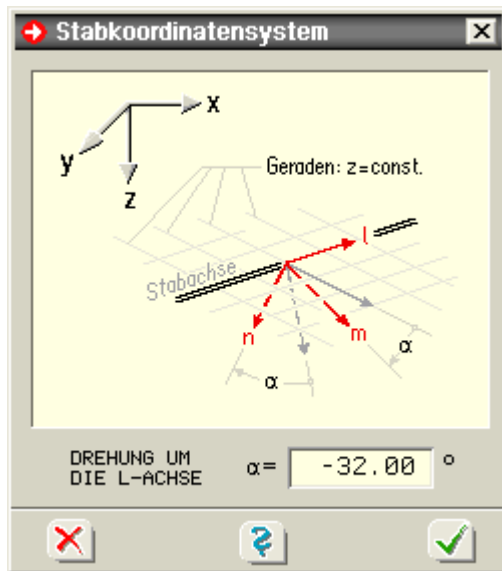 Stabkoordinatensystem
x
y
z
Geraden: z=const.
l
Stabachse
n
m
α
α
DREHUNG UM
DIE L-ACHSE
α= -32.00 °